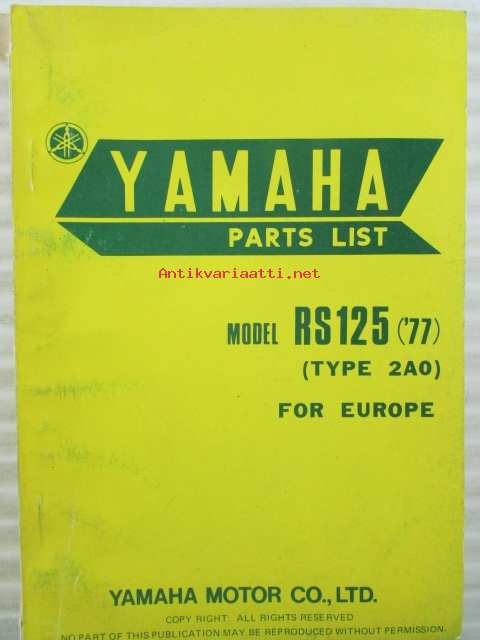 YAMAHA
PARTS LIST
Antikvariaatti.net
MODEL RS125 ('77)
(TYPE 2A0)
FOR EUROPE
YAMAHA MOTOR CO., LTD.
COPY RIGHT: ALL RIGHTS RESERVED
NO PART OF THIS PUBLICATION MAY BE REPRODUCED WITHOUT PERMISSION.